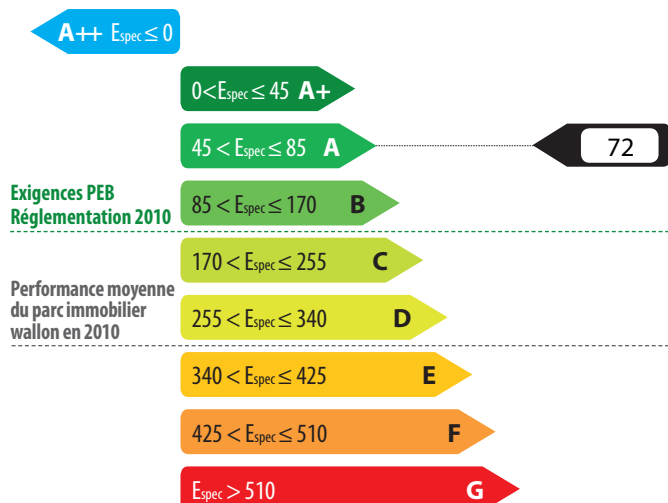 A++ Espec ≤ 0
0 < Espec ≤ 45 A+
45 < Espec ≤ 85 A
72
Exigences PEB
Réglementation 2010
85 < Espec ≤ 170 B
170 < Espec ≤ 255 C
Performance moyenne
du parc immobilier
wallon en 2010
255 < Espec ≤ 340 D
340 < Espec ≤ 425 E
425 < Espec ≤ 510 F
Espec > 510 G